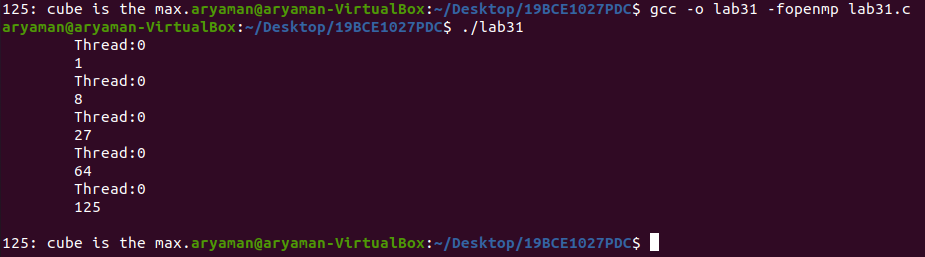 125: cube is the max.aryaman@aryaman-VirtualBox:~/Desktop/19BCE1027PDC$ gcc -o lab31 -fopenmp lab31.c
aryaman@aryaman-VirtualBox:~/Desktop/19BCE1027PDC$ ./lab31
Thread:0
1
Thread:0
8
Thread:0
27
Thread:0
64
Thread:0
125
125: cube is the max.aryaman@aryaman-VirtualBox:~/Desktop/19BCE1027PDC$